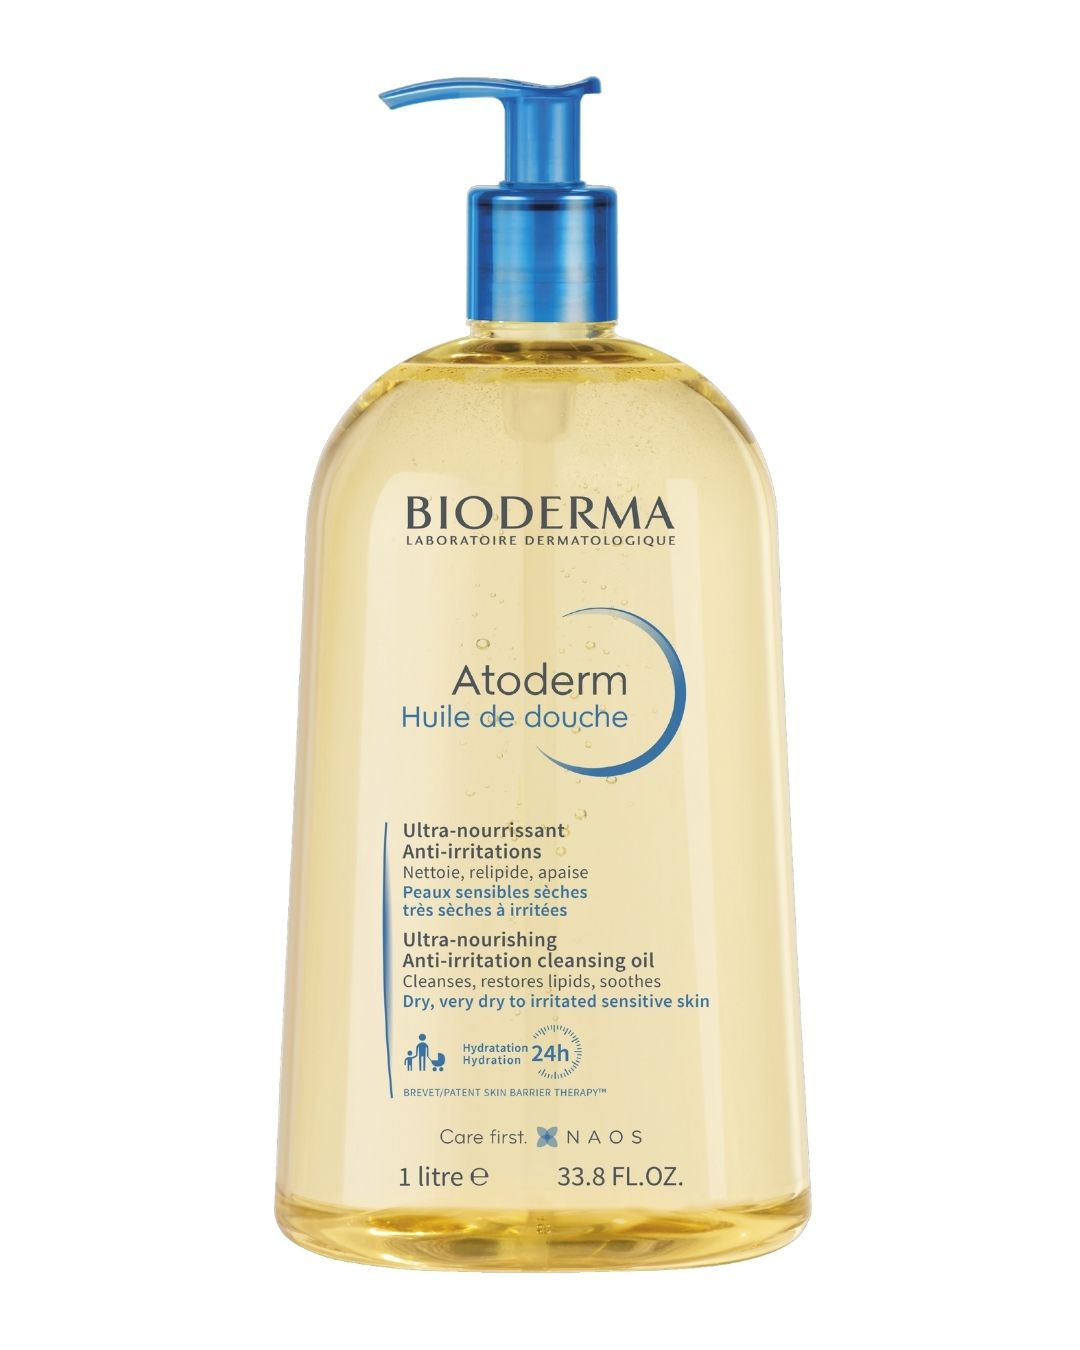 BIODERMA
LABORATOIRE DERMATOLOGIQUE
Atoderm
Huile de douche
Ultra-nourrissant
Anti-irritations
Nettoie, relipide, apaise
Peaux sensibles sèches
très sèches à irritées
Ultra-nourishing
Anti-irritation cleansing oil
Cleanses, restores lipids, soothes
Dry, very dry to irritated sensitive skin
Hydratation
Hydration 24h
BREVET/PATENT SKIN BARRIER THERAPY™
Care first. NAOS
1 litre ℮ 33.8 FL.OZ.